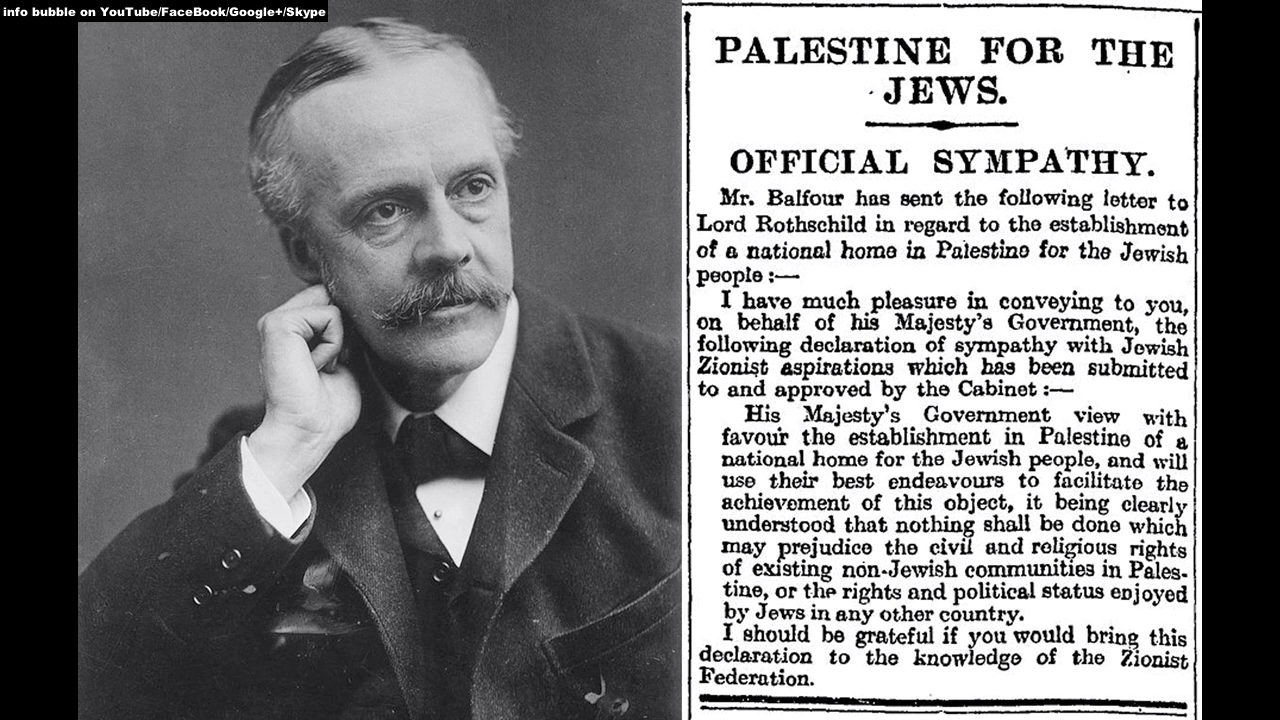 info bubble on YouTube/FaceBook/Google+/Skype
PALESTINE FOR THE
JEWS.
OFFICIAL SYMPATHY.
Mr. Balfour has sent the following letter to
Lord Rothschild in regard to the establishment
of a national home in Palestine for the Jewish
people :—
I have much pleasure in conveying to you,
on behalf of his Majesty's Government, the
following declaration of sympathy with Jewish
Zionist aspirations which has been submitted
to and approved by the Cabinet :—
His Majesty's Government view with
favour the establishment in Palestine of a
national home for the Jewish people, and will
use their best endeavours to facilitate the
achievement of this object, it being clearly
understood that nothing shall be done which
may prejudice the civil and religious rights
of existing non-Jewish communities in Pales-
tine, or the rights and political status enjoyed
by Jews in any other country.
I should be grateful if you would bring this
declaration to the knowledge of the Zionist
Federation.